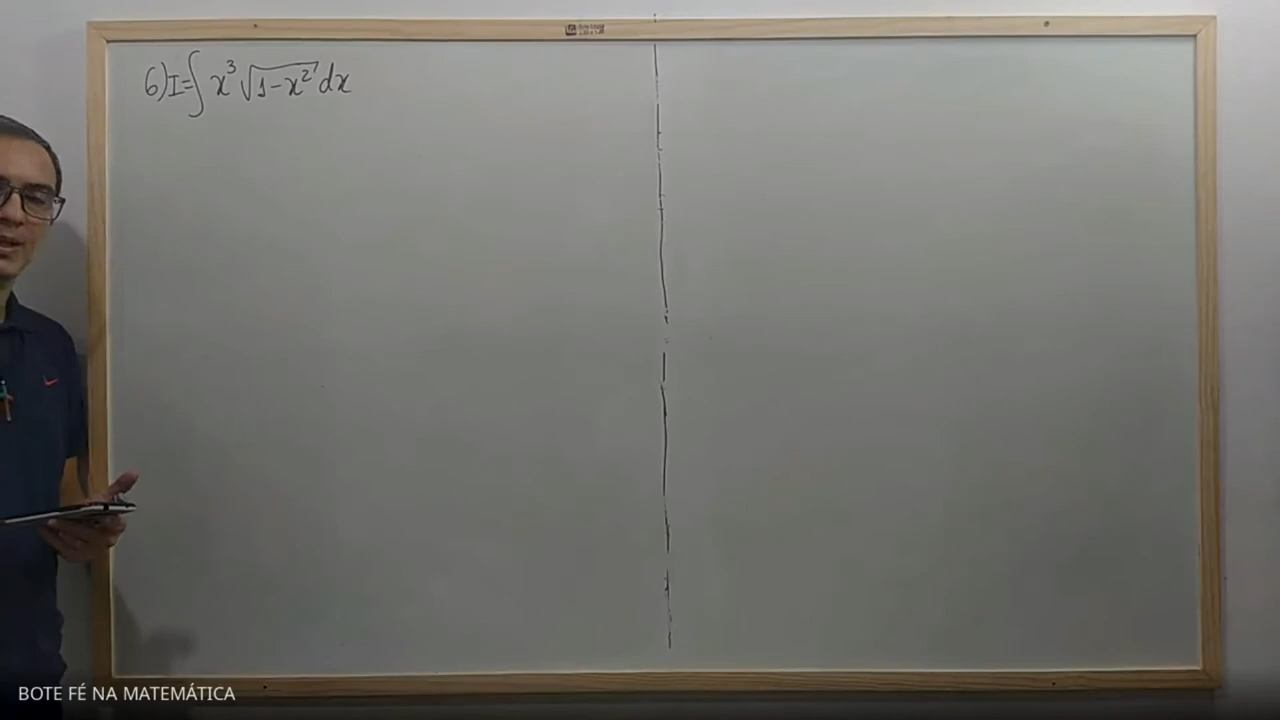 6) I=∫ x³ √1-x² dx
BOTE FÉ NA MATEMÁTICA